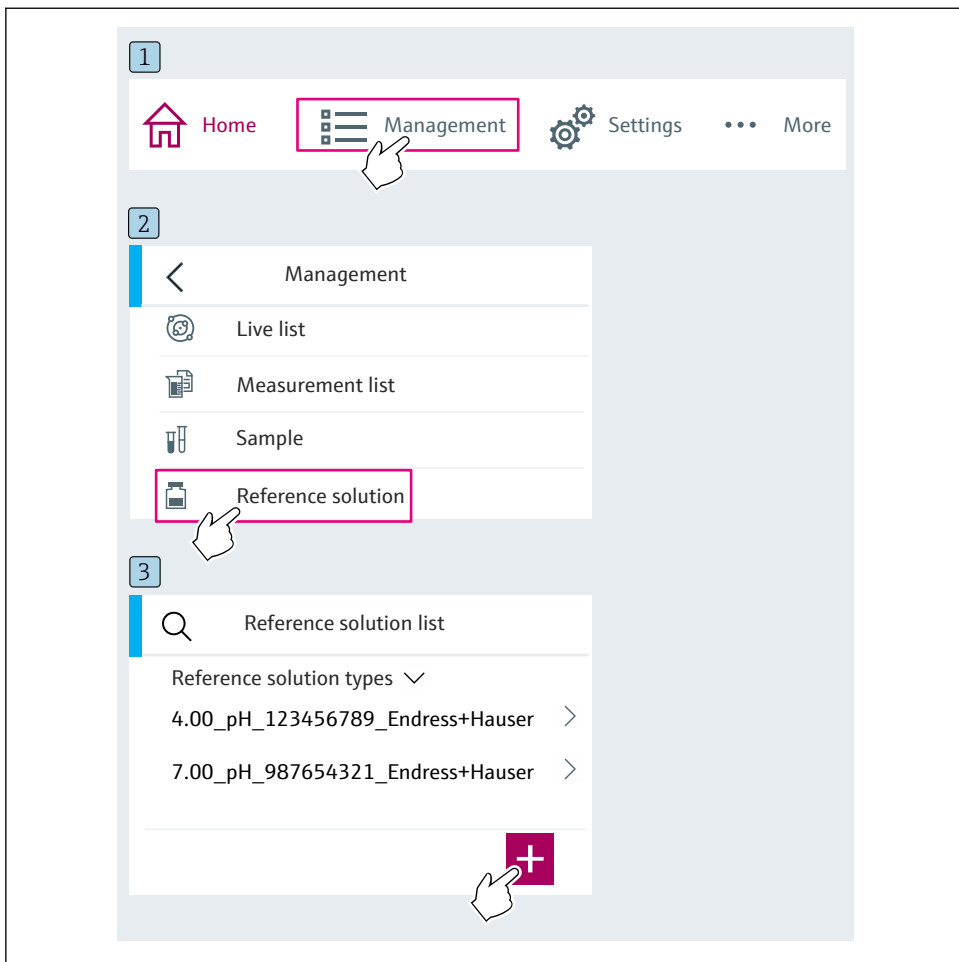 1
Home Management Settings ••• More
2
Management
Live list
Measurement list
Sample
Reference solution
3
Reference solution list
Reference solution types
4.00_pH_123456789_Endress+Hauser
7.00_pH_987654321_Endress+Hauser
+